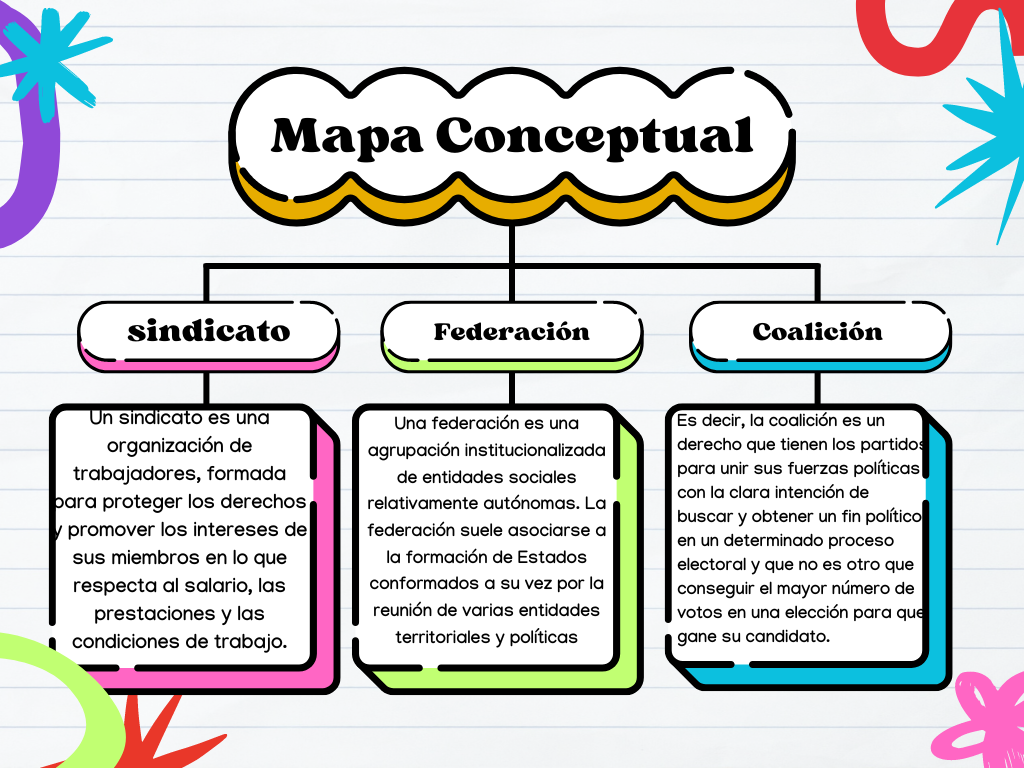 Mapa Conceptual
sindicato
Un sindicato es una
organización de
trabajadores, formada
para proteger los derechos
y promover los intereses de
sus miembros en lo que
respecta al salario, las
prestaciones y las
condiciones de trabajo.
Federación
Una federación es una
agrupación institucionalizada
de entidades sociales
relativamente autónomas. La
federación suele asociarse a
la formación de Estados
conformados a su vez por la
reunión de varias entidades
territoriales y políticas
Coalición
Es decir, la coalición es un
derecho que tienen los partidos
para unir sus fuerzas políticas
con la clara intención de
buscar y obtener un fin político
en un determinado proceso
electoral y que no es otro que
conseguir el mayor número de
votos en una elección para que
gane su candidato.